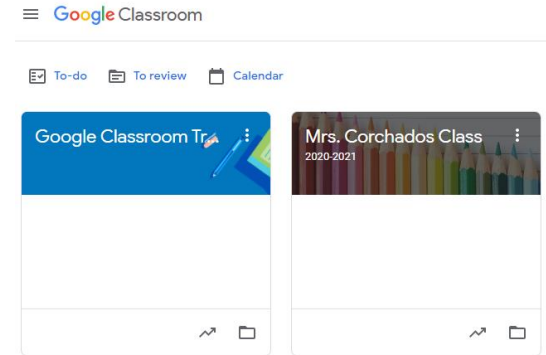 Google Classroom
To-do To review Calendar
Google Classroom Tr
Mrs. Corchados Class
2020-2021